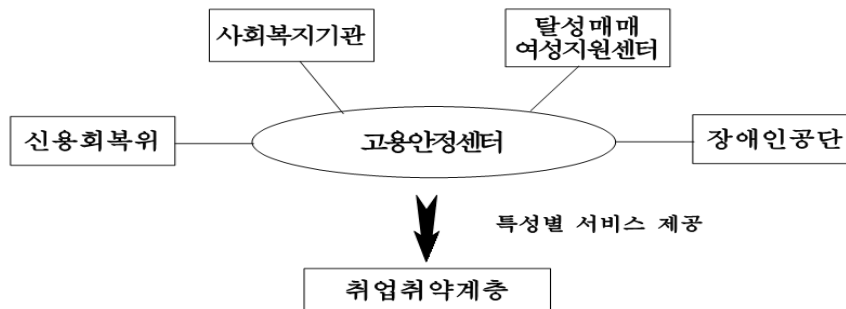 사회복지기관
탈성매매
여성지원센터
신용회복위
고용안정센터
장애인공단
특성별 서비스 제공
취업취약계층